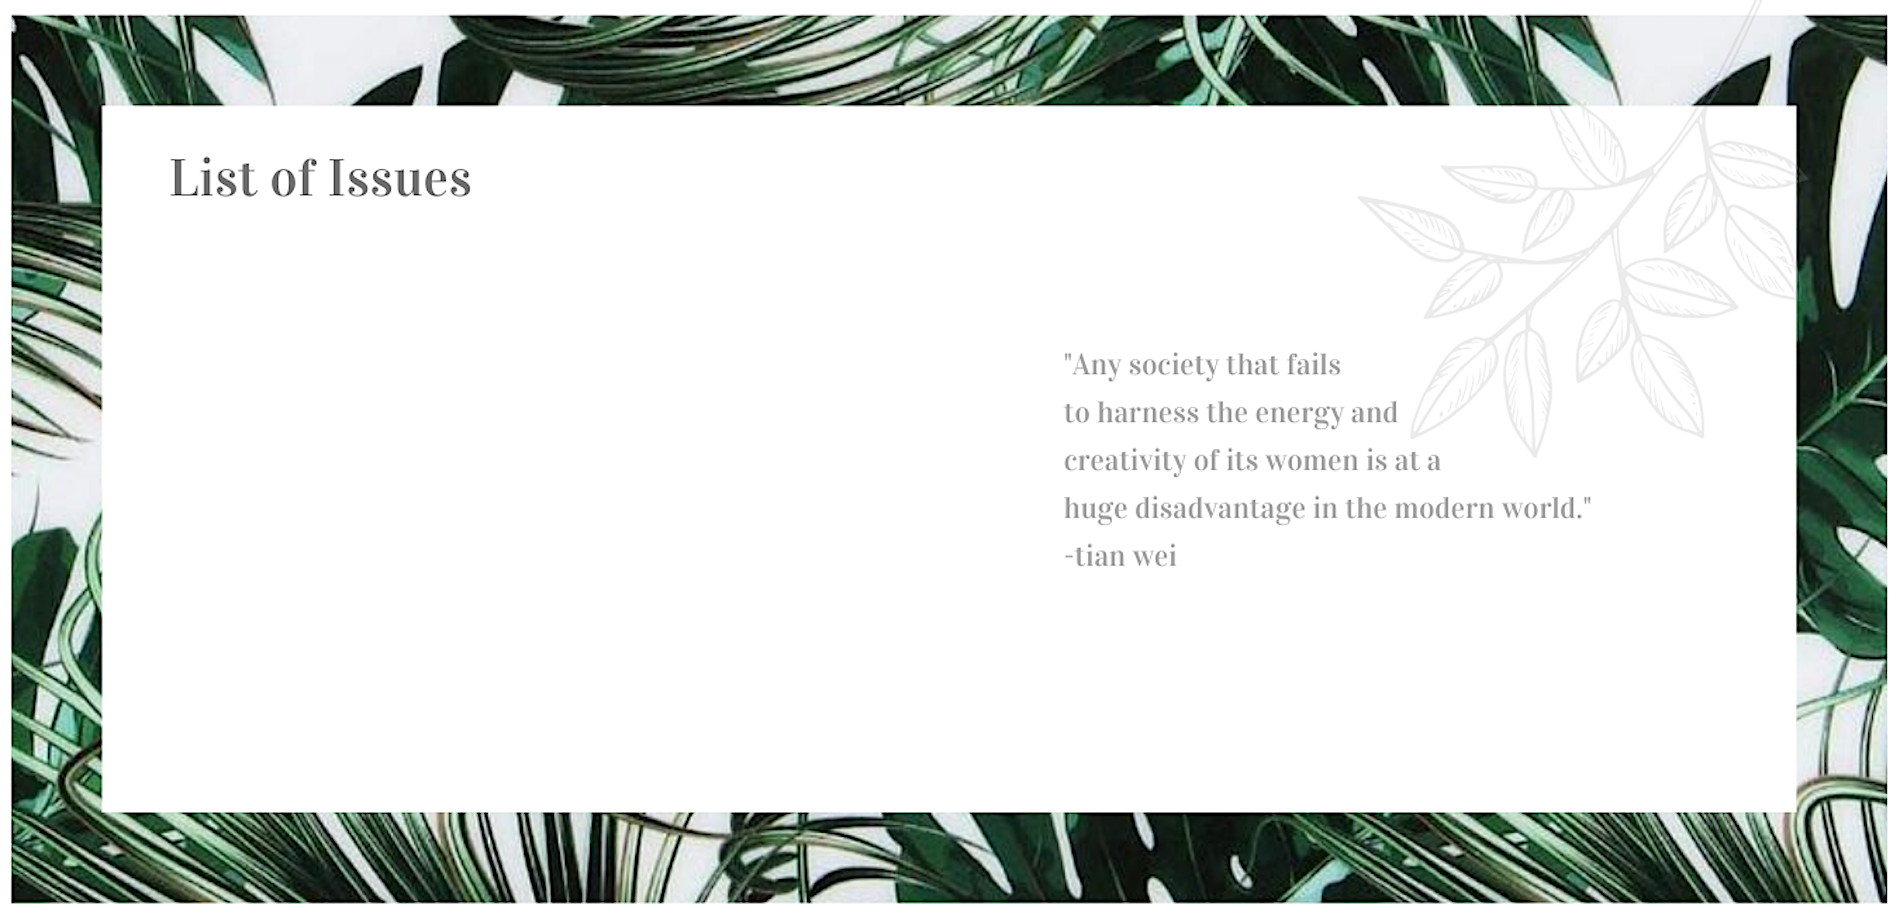 List of Issues
"Any society that fails
to harness the energy and
creativity of its women is at a
huge disadvantage in the modern world."
-tian wei